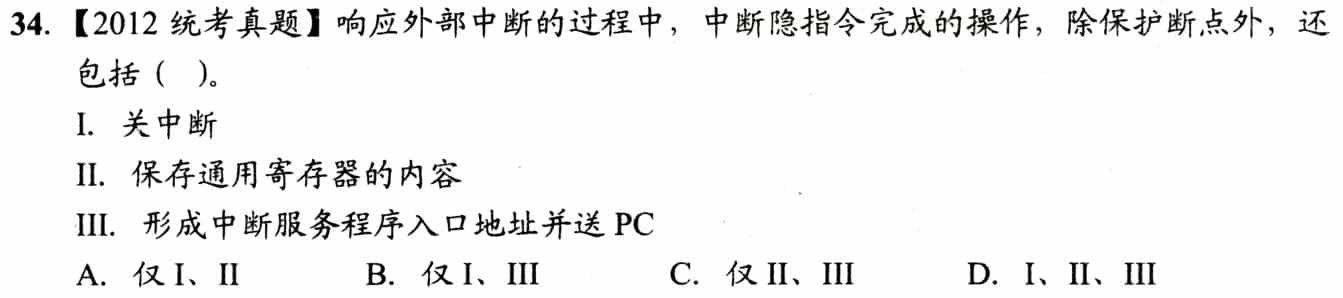 34.【2012 统考真题】响应外部中断的过程中，中断隐指令完成的操作，除保护断点外，还
包括（ ）。
I. 关中断
II. 保存通用寄存器的内容
III. 形成中断服务程序入口地址并送 PC
A. 仅 I、II B. 仅 I、III C. 仅 II、III D. I、II、III